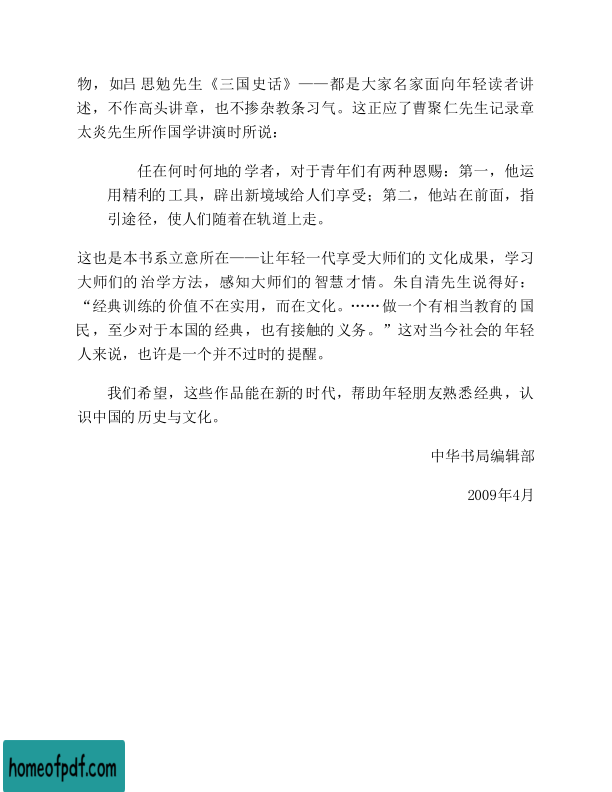 物，如吕思勉先生《三国史话》——都是大家名家面向年轻读者讲
述，不作高头讲章，也不掺杂教条习气。这正应了曹聚仁先生记录章
太炎先生所作国学讲演时所说：
任在何时何地的学者，对于青年们有两种恩赐：第一，他运
用精利的工具，辟出新境域给人们享受；第二，他站在前面，指
引途径，使人们随着在轨道上走。
这也是本书系立意所在——让年轻一代享受大师们的文化成果，学习
大师们的治学方法，感知大师们的智慧才情。朱自清先生说得好：
“经典训练的价值不在实用，而在文化。……做一个有相当教育的国
民，至少对于本国的经典，也有接触的义务。”这对当今社会的年轻
人来说，也许是一个并不过时的提醒。
我们希望，这些作品能在新的时代，帮助年轻朋友熟悉经典，认
识中国的历史与文化。
中华书局编辑部
2009年4月
homeofpdf.com